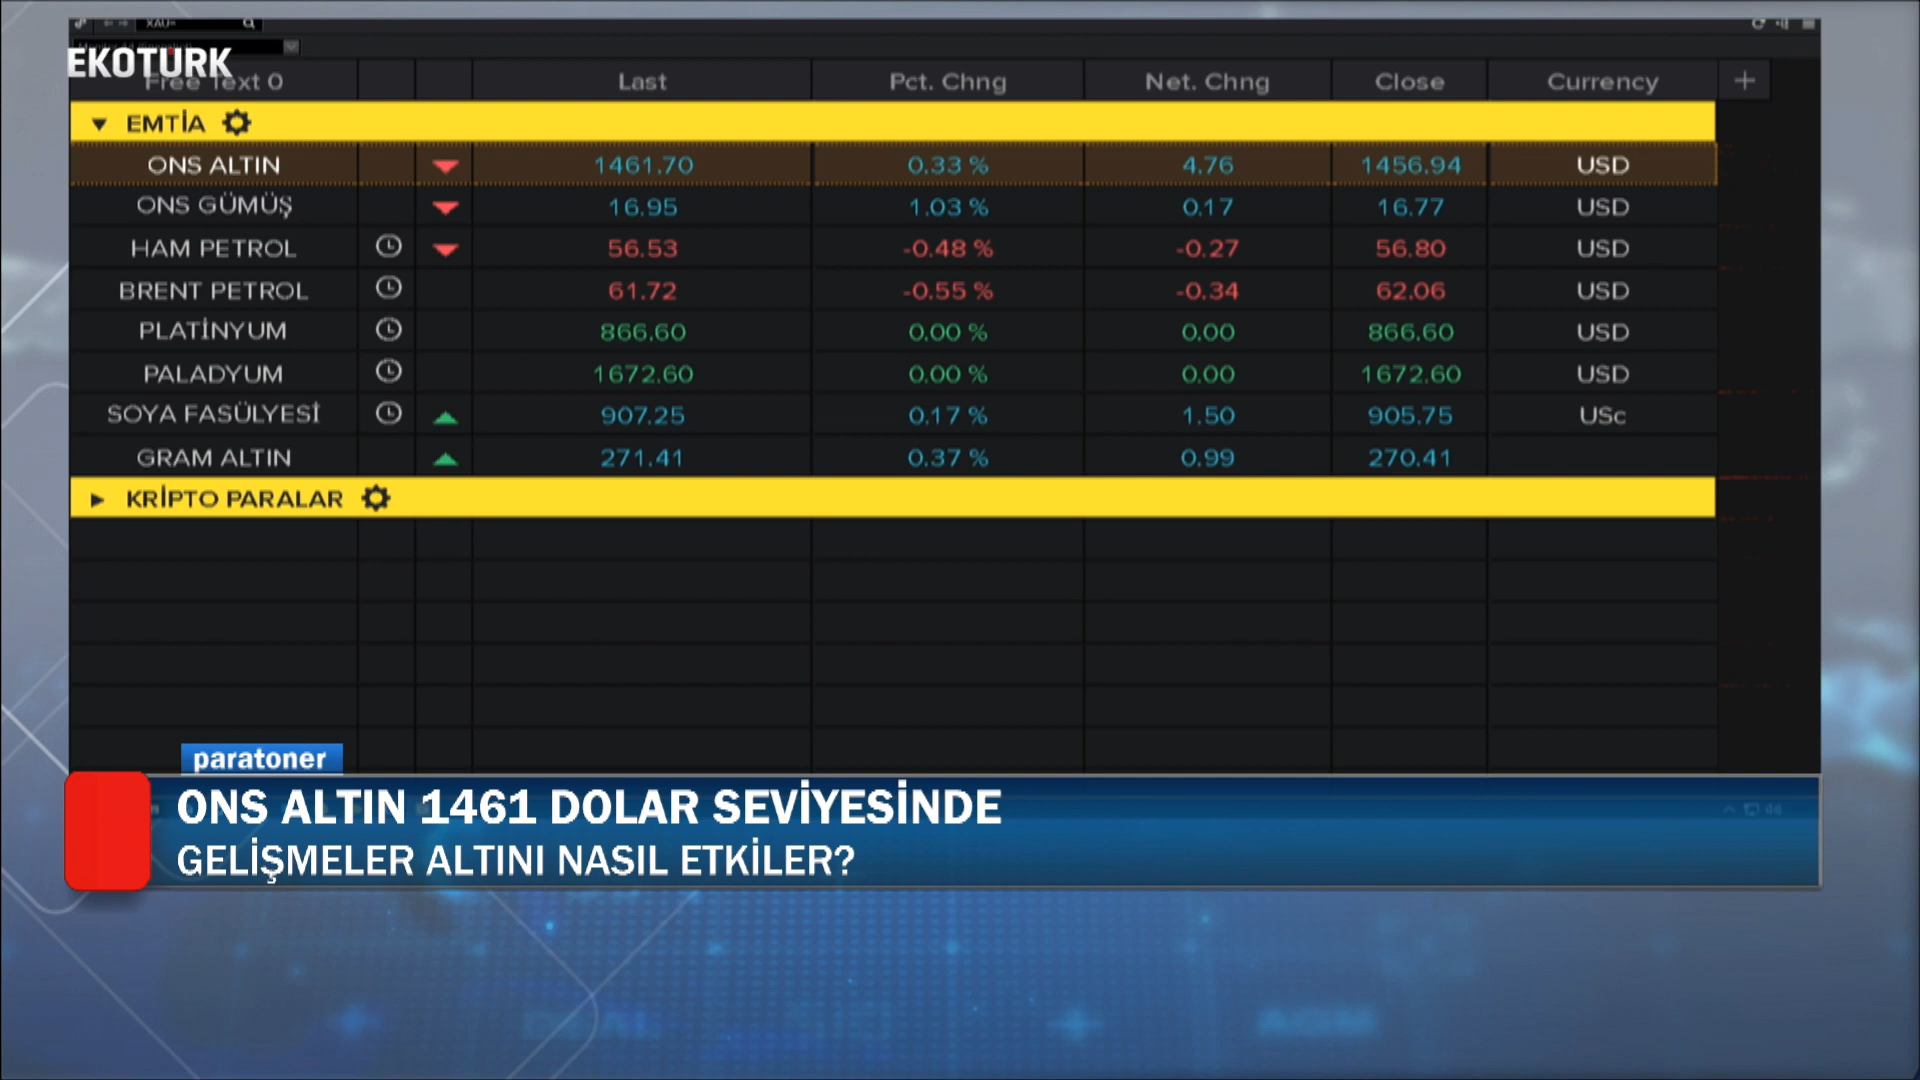 XAU=
EKOTÜRK
Free Text 0 Last Pct. Chng Net. Chng Close Currency +
EMTİA
ONS ALTIN 1461.70 0.33 % 4.76 1456.94 USD
ONS GÜMÜŞ 16.95 1.03 % 0.17 16.77 USD
HAM PETROL 56.53 -0.48 % -0.27 56.80 USD
BRENT PETROL 61.72 -0.55 % -0.34 62.06 USD
PLATİNYUM 866.60 0.00 % 0.00 866.60 USD
PALADYUM 1672.60 0.00 % 0.00 1672.60 USD
SOYA FASÜLYESİ 907.25 0.17 % 1.50 905.75 USc
GRAM ALTIN 271.41 0.37 % 0.99 270.41
KRİPTO PARALAR
paratoner
ONS ALTIN 1461 DOLAR SEVİYESİNDE
GELİŞMELER ALTINI NASIL ETKİLER?